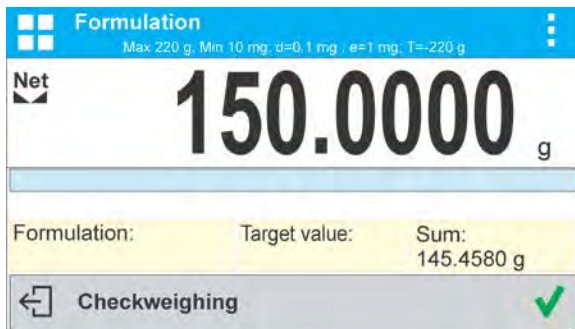 Formulation
Max 220 g, Min 10 mg, d=0.1 mg , e=1 mg; T=-220 g
Net
150.0000 g
Formulation: Target value: Sum:
145.4580 g
Checkweighing